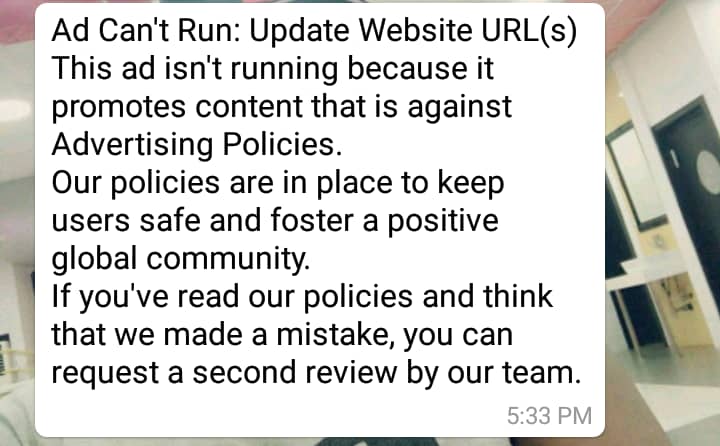 Ad Can't Run: Update Website URL(s)
This ad isn't running because it
promotes content that is against
Advertising Policies.
Our policies are in place to keep
users safe and foster a positive
global community.
If you've read our policies and think
that we made a mistake, you can
request a second review by our team.
5:33 PM